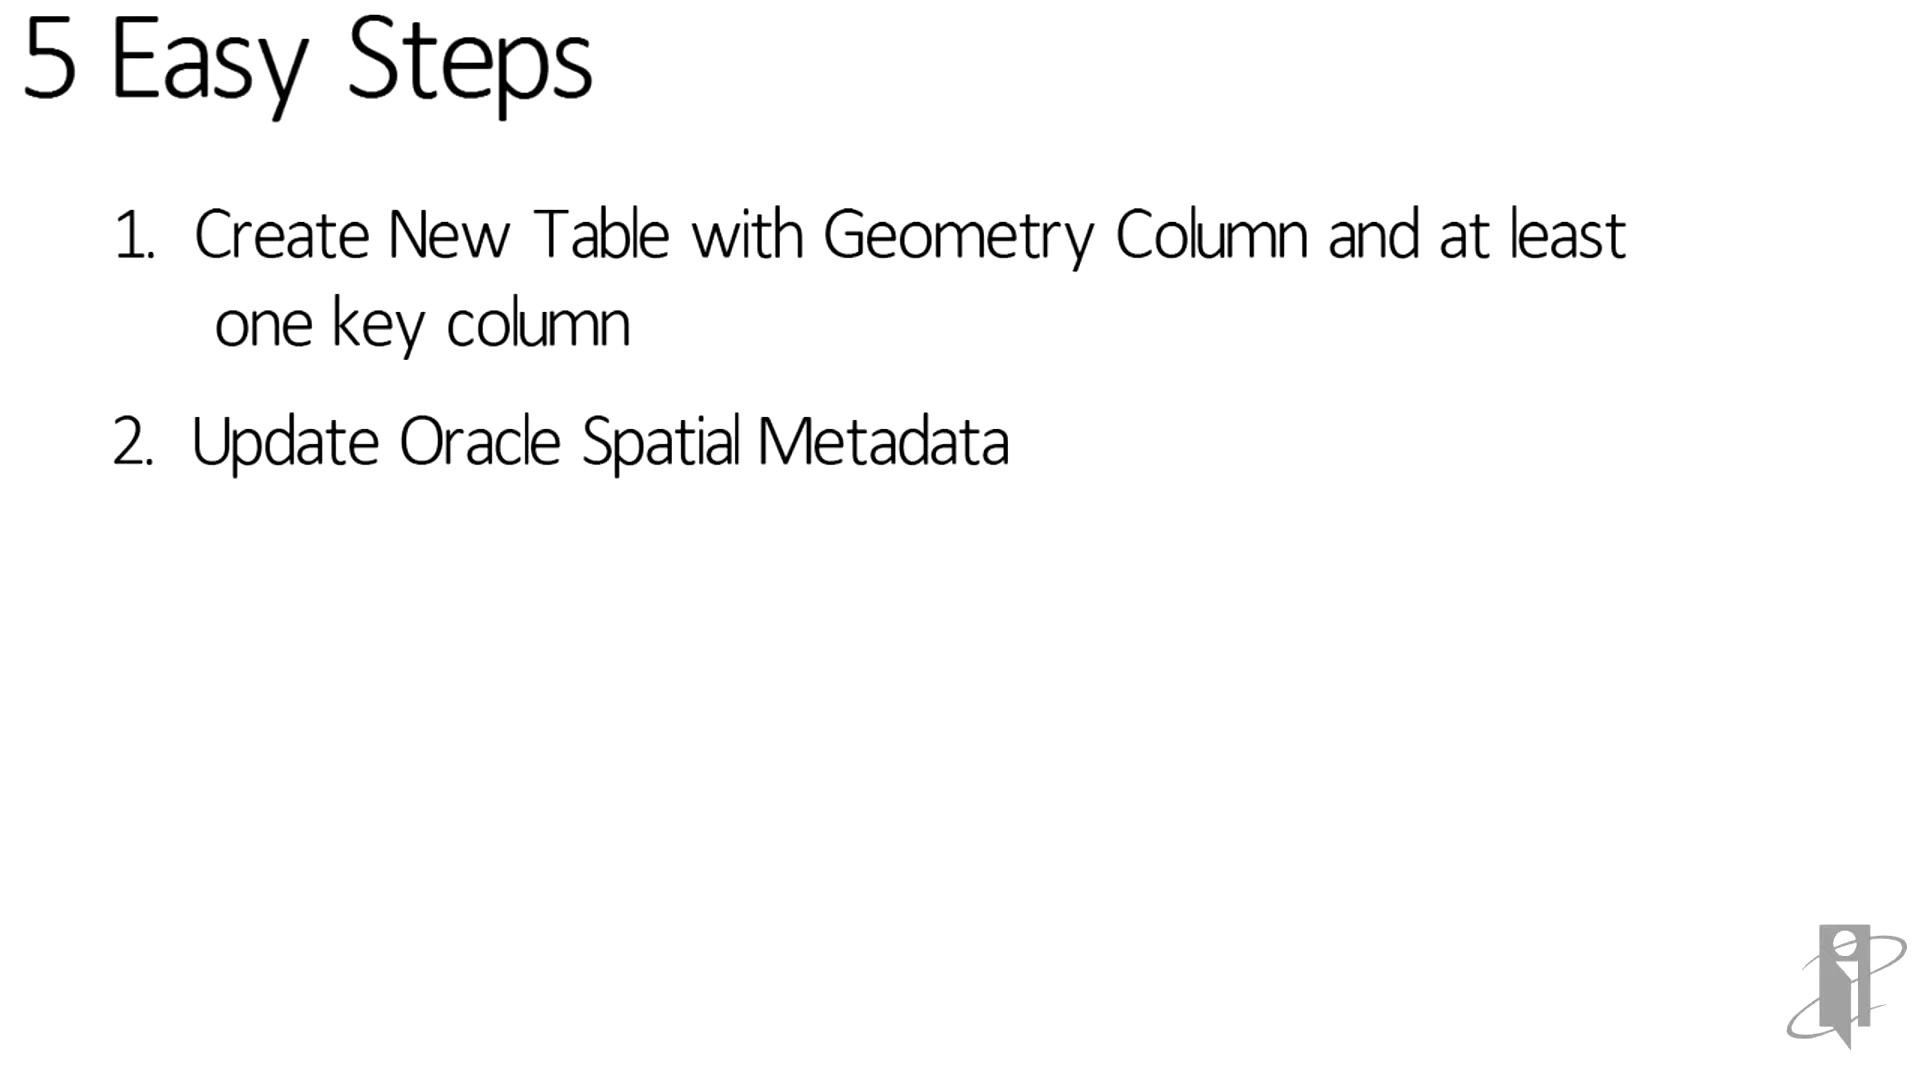 5 Easy Steps
1. Create New Table with Geometry Column and at least
one key column
2. Update Oracle Spatial Metadata